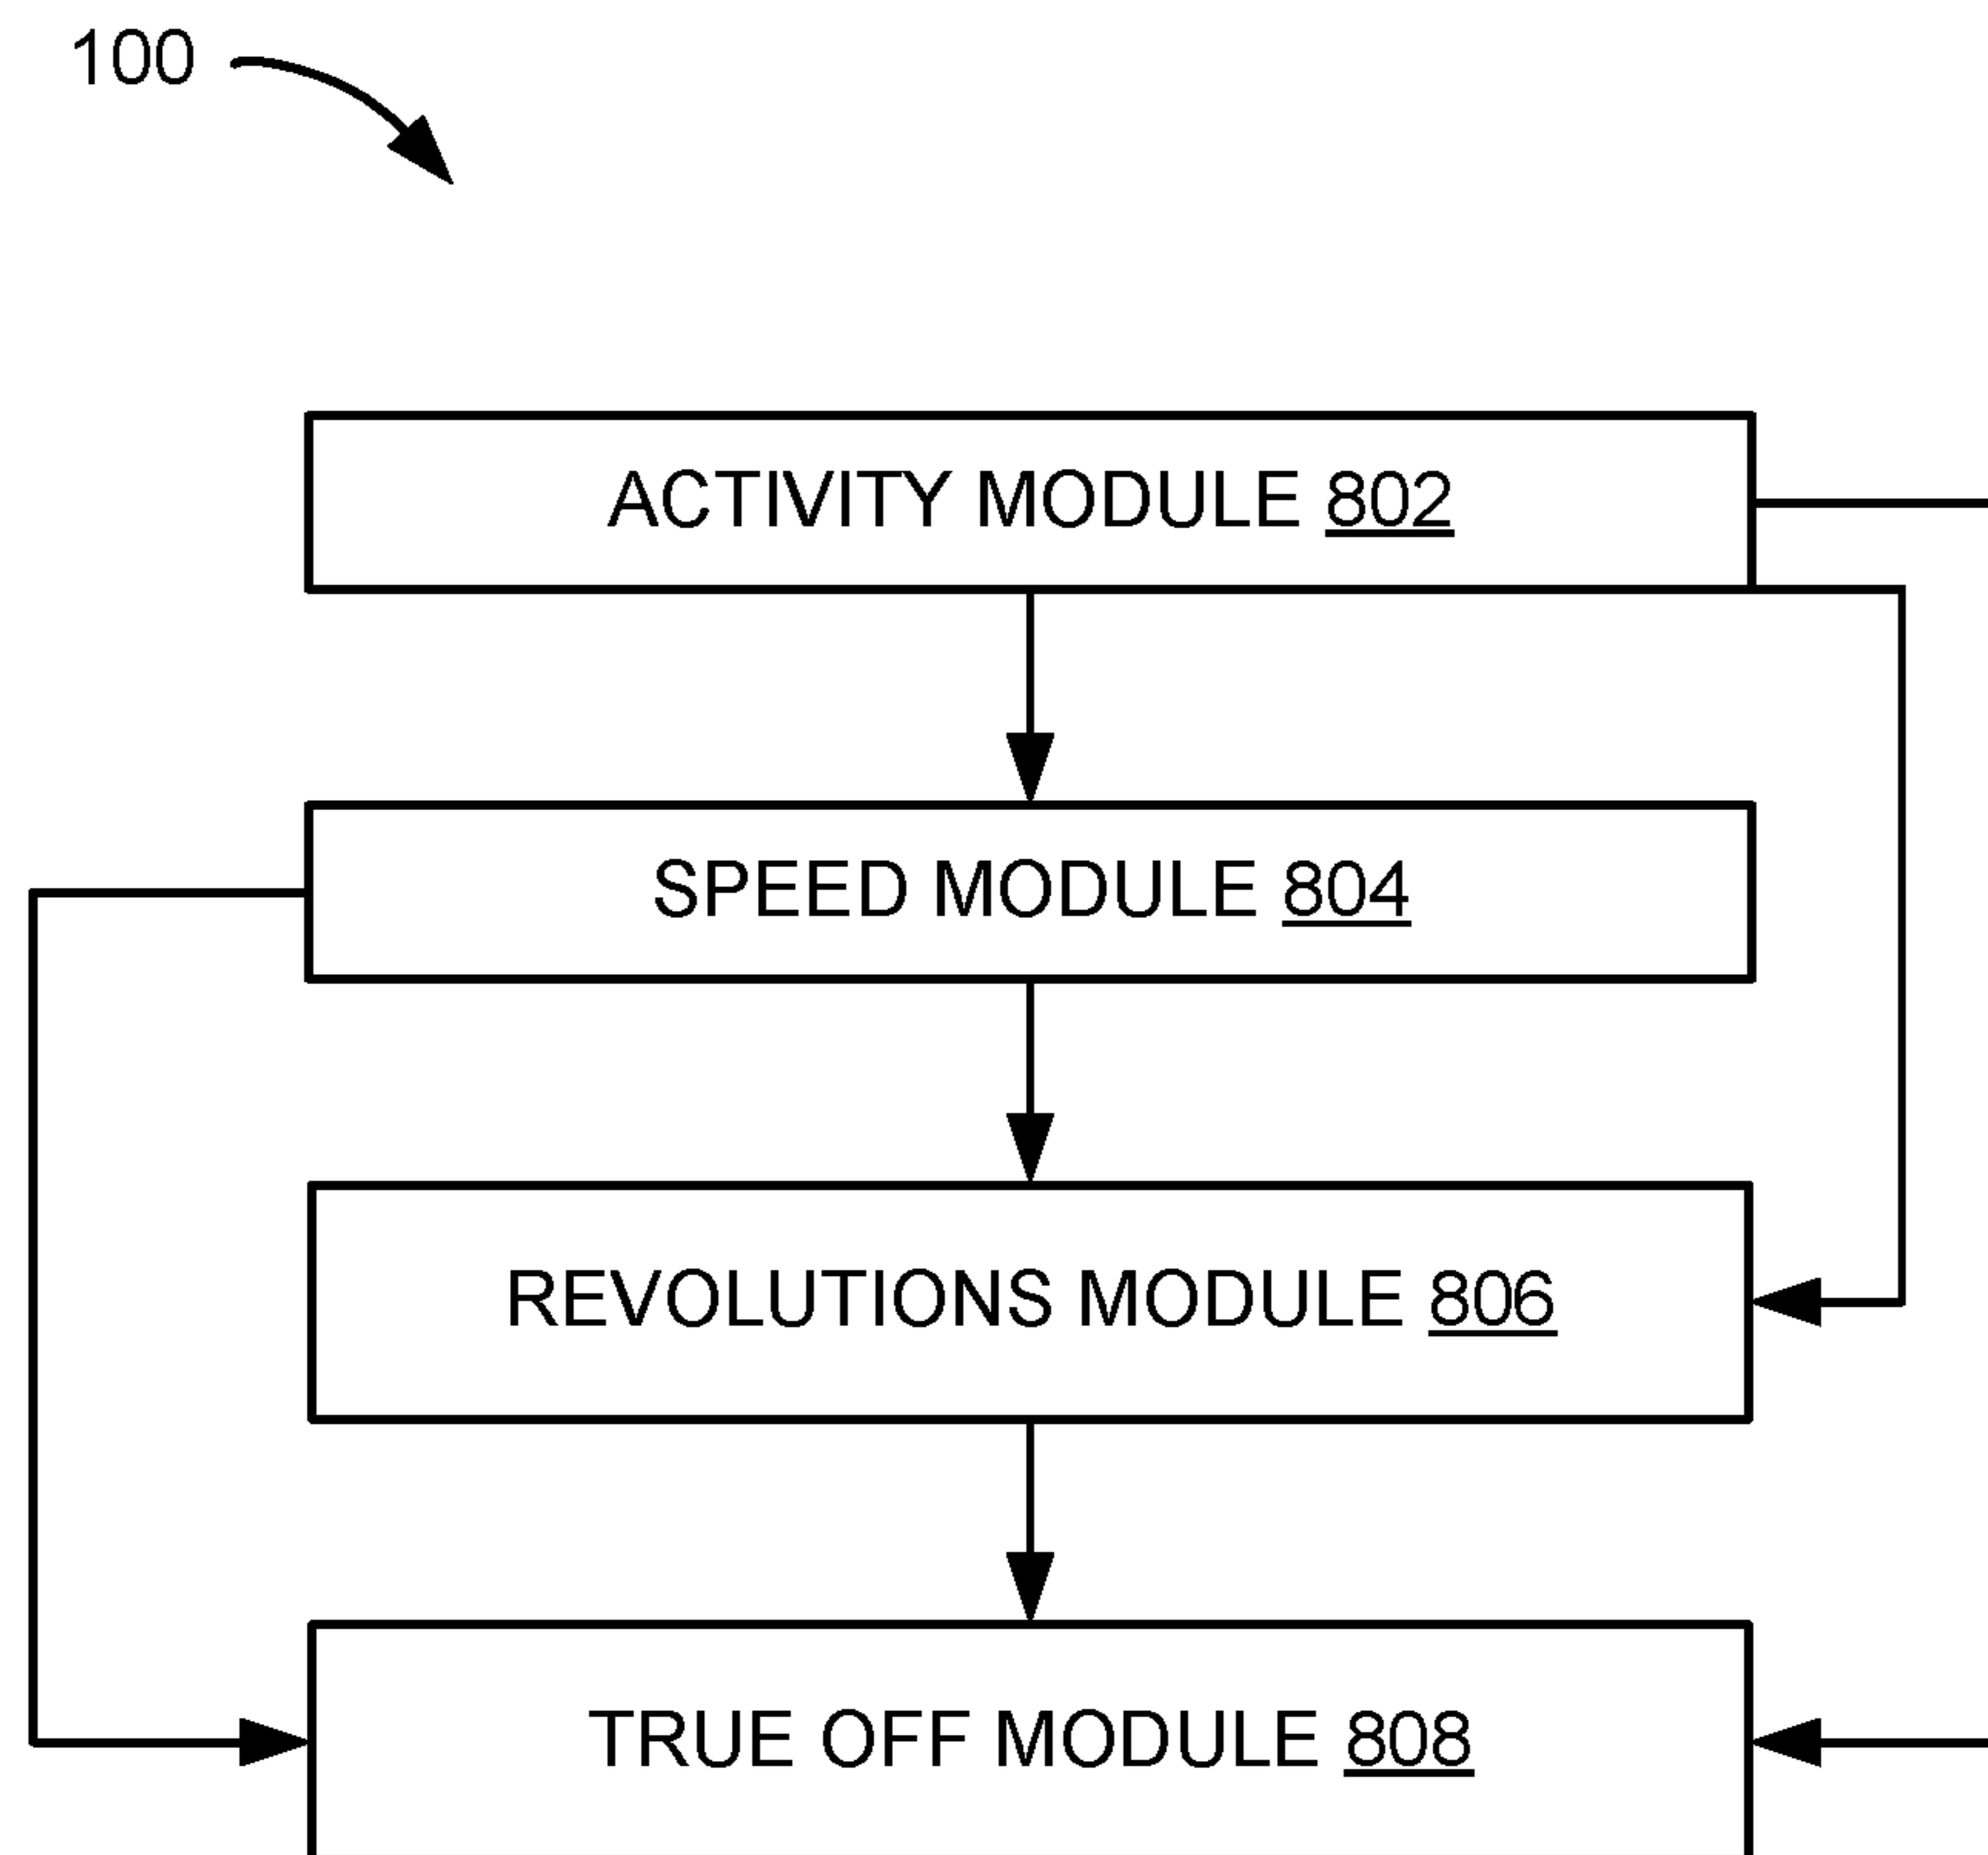 100
ACTIVITY MODULE 802
SPEED MODULE 804
REVOLUTIONS MODULE 806
TRUE OFF MODULE 808